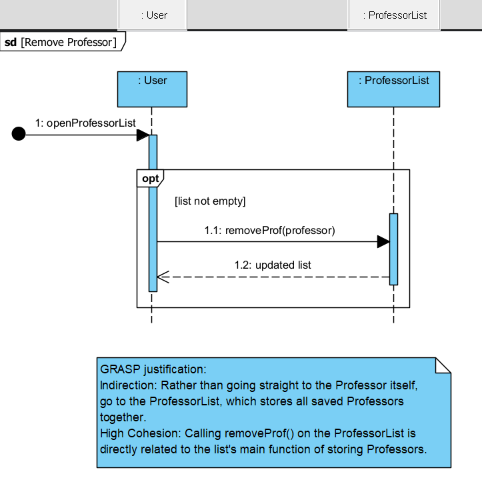 : User
: ProfessorList
sd [Remove Professor]
: User
: ProfessorList
1: openProfessorList
opt
[list not empty]
1.1: removeProf(professor)
1.2: updated list
GRASP justification:
Indirection: Rather than going straight to the Professor itself,
go to the ProfessorList, which stores all saved Professors
together.
High Cohesion: Calling removeProf() on the ProfessorList is
directly related to the list's main function of storing Professors.